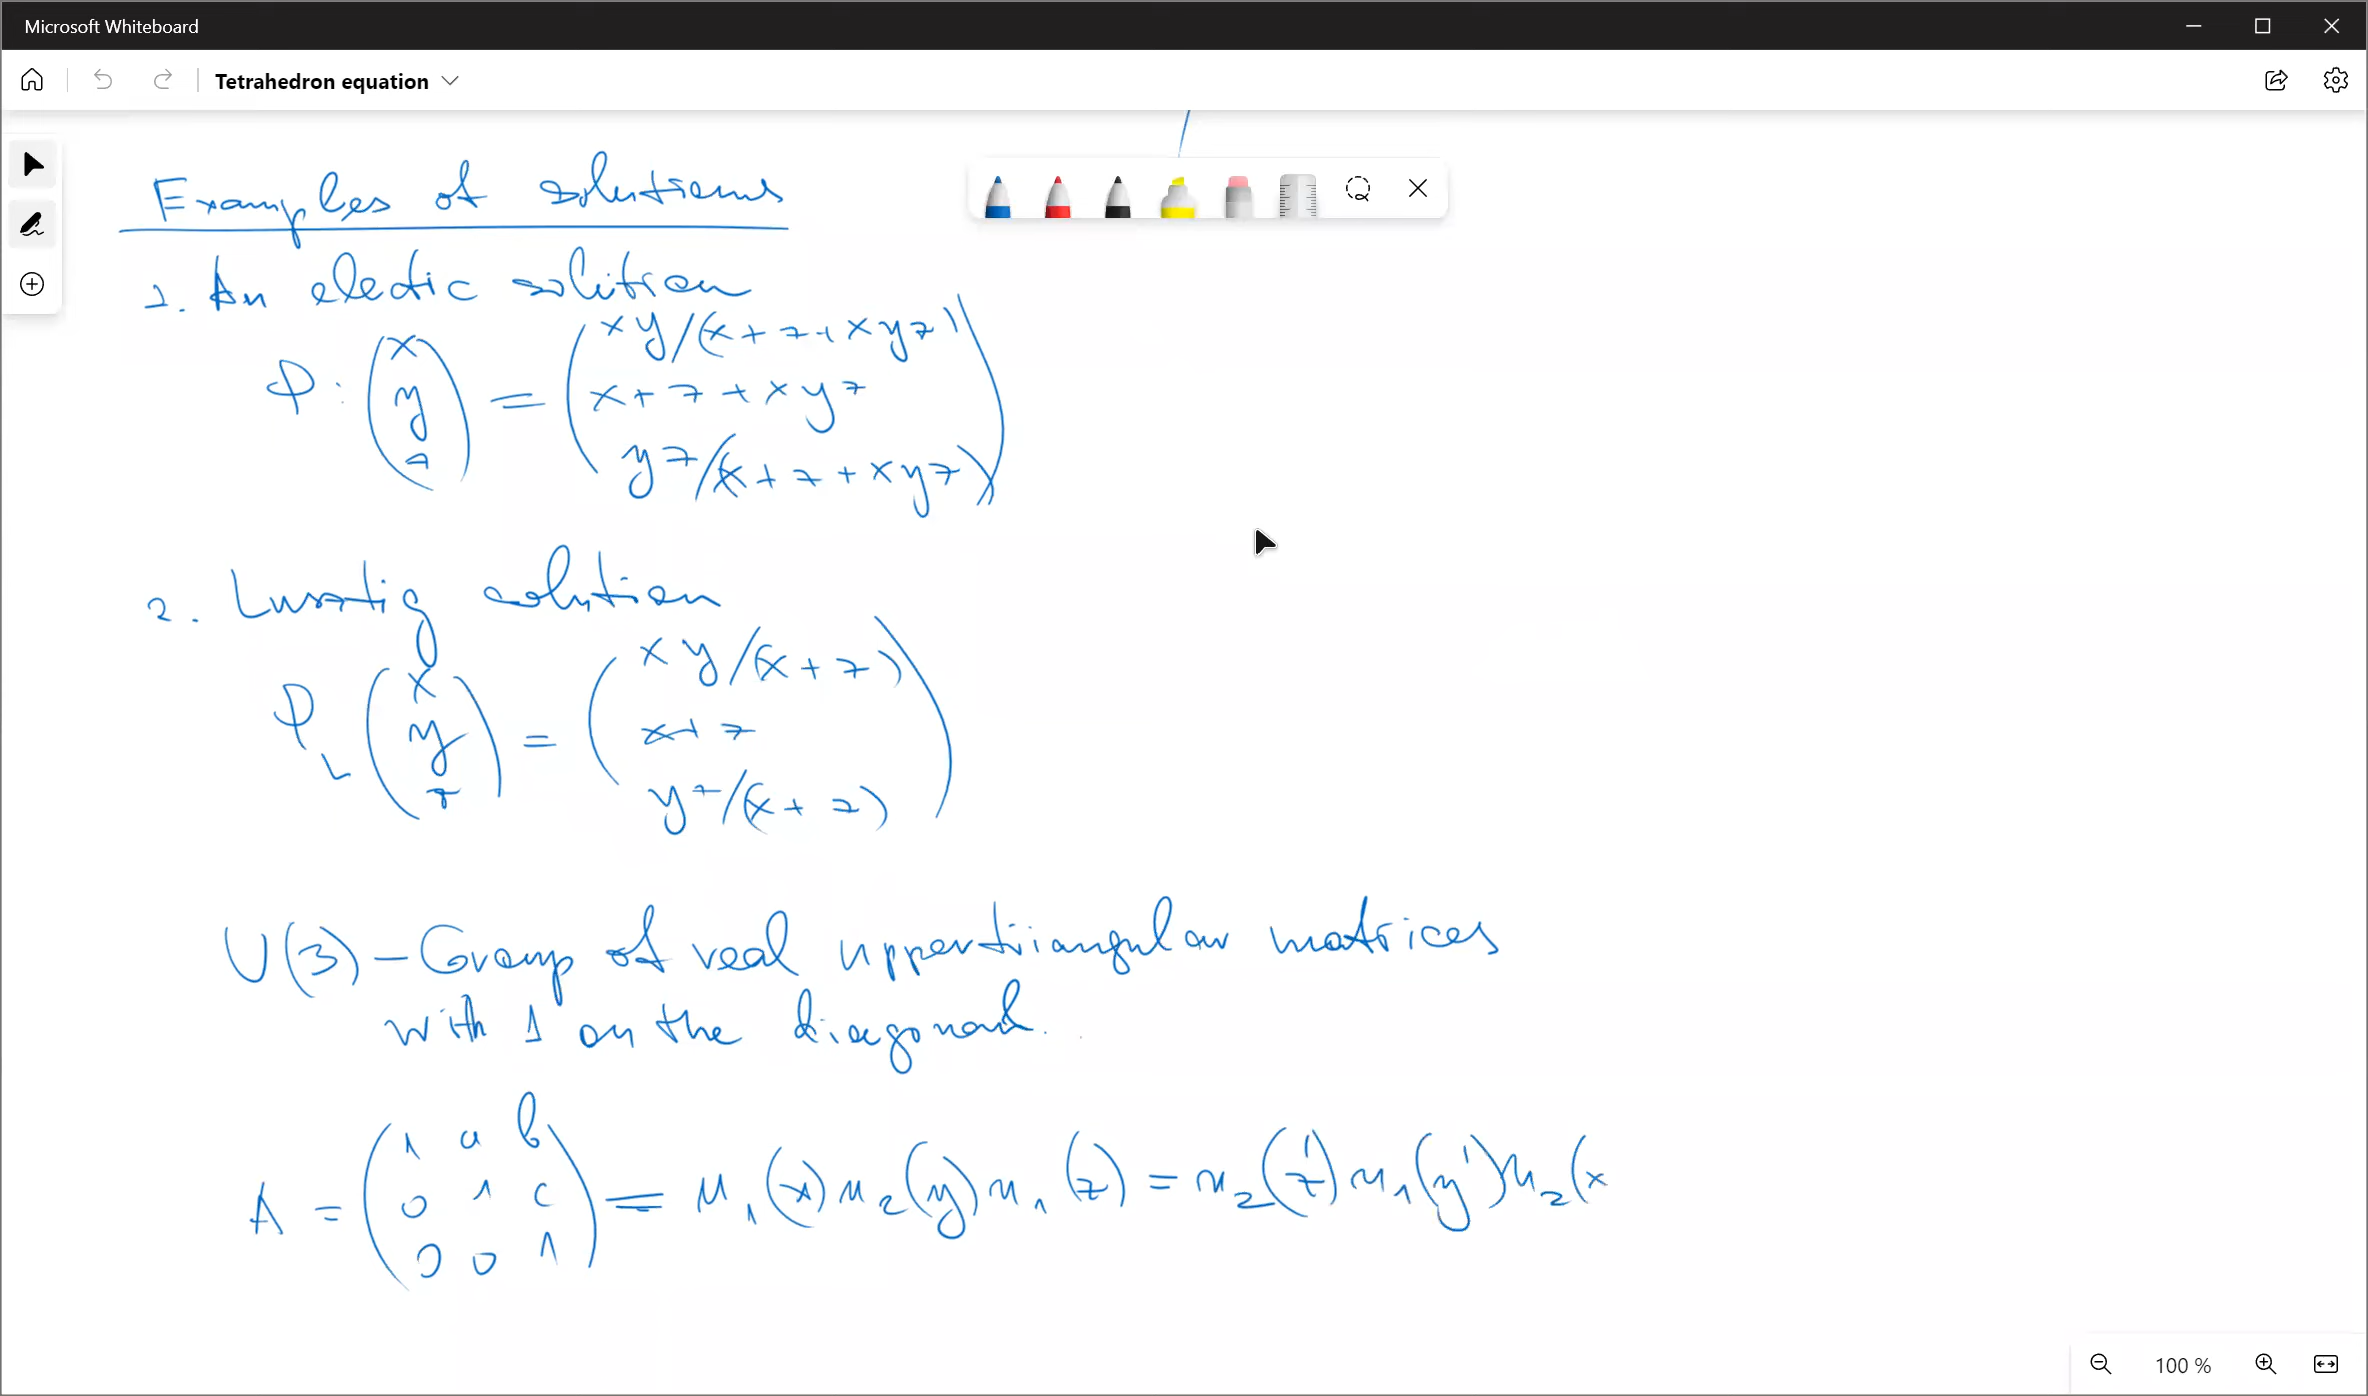 Microsoft Whiteboard
Tetrahedron equation
Examples of solutions
1. An electic solition
Φ: (x y z) = (xy/(x+z+xyz)
x+z+xyz
yz/(x+z+xyz))
2. Lusztig solution
Φ_L (x y z) = (xy/(x+z)
x+z
yz/(x+z))
U(3) – Group of real uppertriangular matrices
with 1 on the diagonal.
A = (1 a b
0 1 c
0 0 1) = u₁(x)u₂(y)u₁(z) = u₂(z')u₁(y')u₂(x
100 %